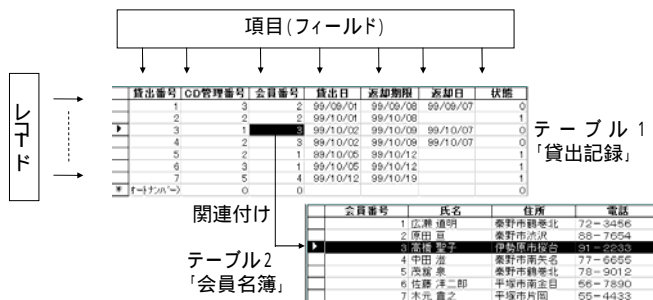 項目(フィールド)
レコード
貸出番号 CD管理番号 会員番号 貸出日 返却期限 返却日 状態
1 3 2 99/09/01 99/09/08 99/09/07 0
2 2 2 99/10/01 99/10/08 1
3 1 3 99/10/02 99/10/09 99/10/07 0
4 2 3 99/10/02 99/10/09 99/10/07 0
5 2 1 99/10/05 99/10/12 1
6 3 1 99/10/05 99/10/12 1
7 5 4 99/10/12 99/10/19 1
* オートナンバー) 0 0 0
テーブル1
「貸出記録」
関連付け
テーブル2
「会員名簿」
会員番号 氏名 住所 電話
1 広瀬 道明 秦野市鶴巻北 72-3456
2 原田 亘 秦野市渋沢 88-7654
3 高橋 聖子 伊勢原市桜台 91-2233
4 中田 澄 秦野市南矢名 77-6655
5 茂舘 泉 秦野市鶴巻北 78-9012
6 佐藤 洋二郎 平塚市南金目 56-7890
7 木元 直之 平塚市片岡 55-4433